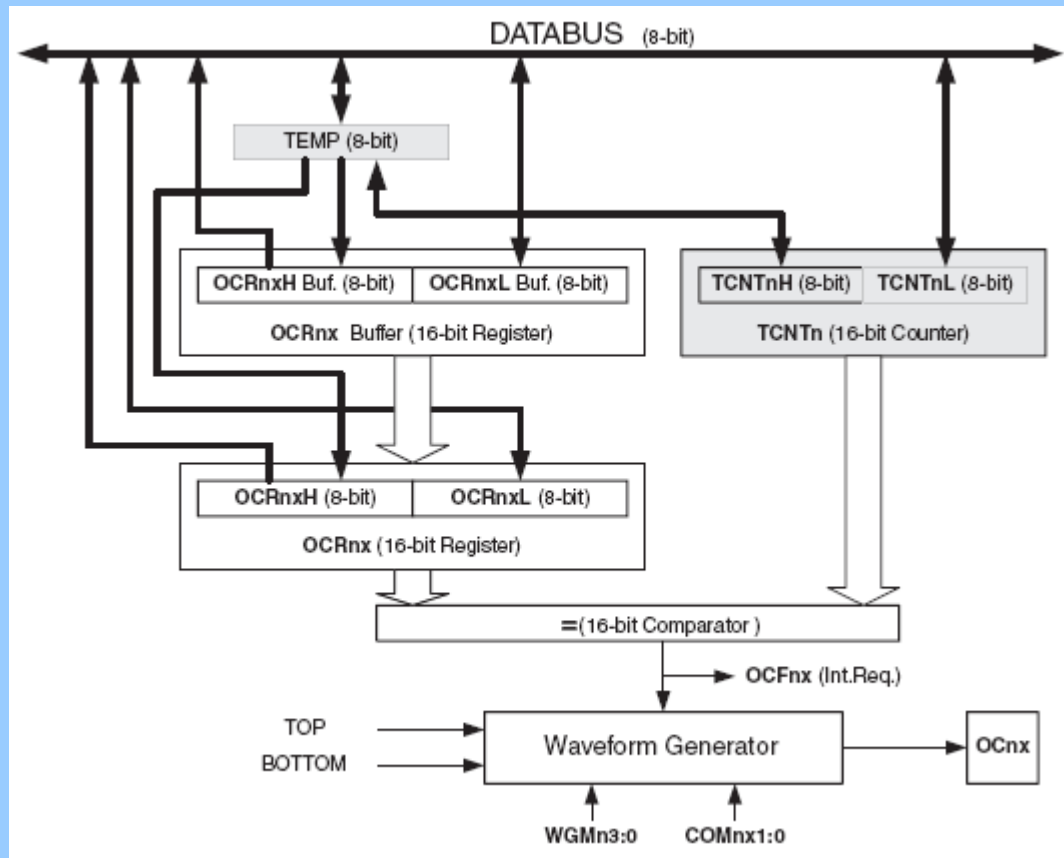 DATABUS (8-bit)
TEMP (8-bit)
OCRnxH Buf. (8-bit) OCRnxL Buf. (8-bit)
OCRnx Buffer (16-bit Register)
TCNTnH (8-bit) TCNTnL (8-bit)
TCNTn (16-bit Counter)
OCRnxH (8-bit) OCRnxL (8-bit)
OCRnx (16-bit Register)
=(16-bit Comparator )
OCFnx (Int.Req.)
TOP
BOTTOM
Waveform Generator
OCnx
WGMn3:0 COMnx1:0